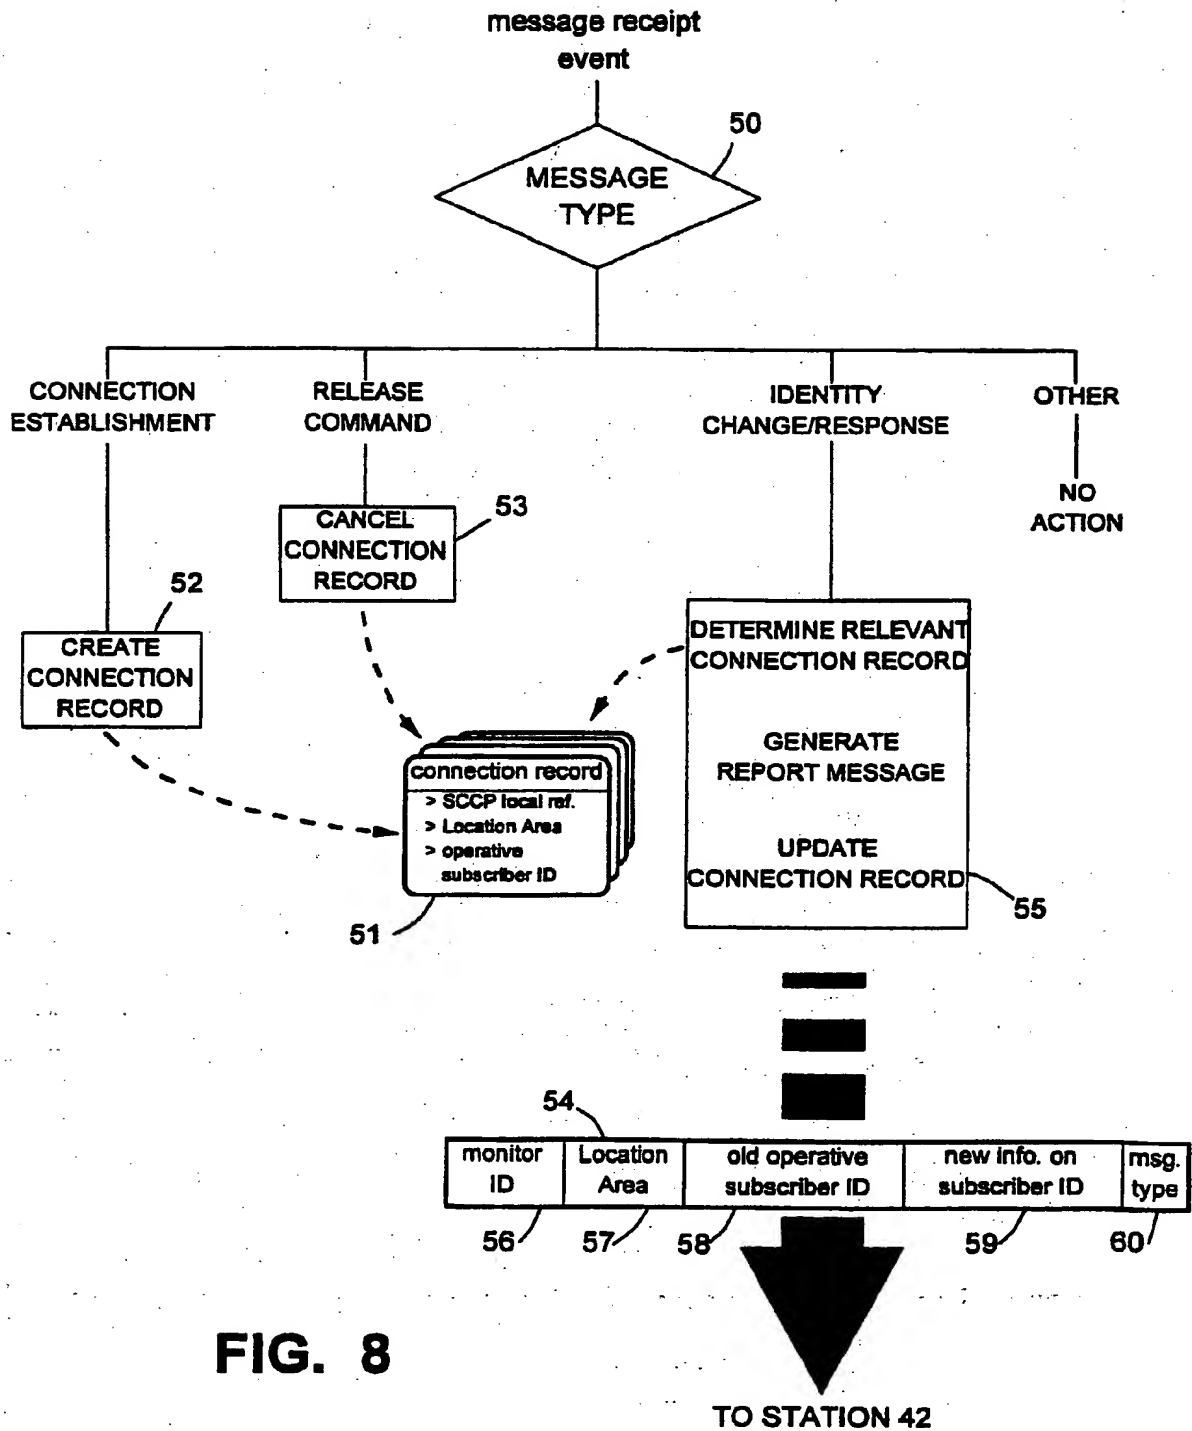 message receipt
event
50
MESSAGE
TYPE
CONNECTION
ESTABLISHMENT
RELEASE
COMMAND
IDENTITY
CHANGE/RESPONSE
OTHER
NO
ACTION
CANCEL
CONNECTION
RECORD
53
52
CREATE
CONNECTION
RECORD
DETERMINE RELEVANT
CONNECTION RECORD
GENERATE
REPORT MESSAGE
UPDATE
CONNECTION RECORD
55
connection record
> SCCP local ref.
> Location Area
> operative
subscriber ID
51
54
monitor
ID
Location
Area
old operative
subscriber ID
new info. on
subscriber ID
msg.
type
56
57
58
59
60
FIG. 8
TO STATION 42